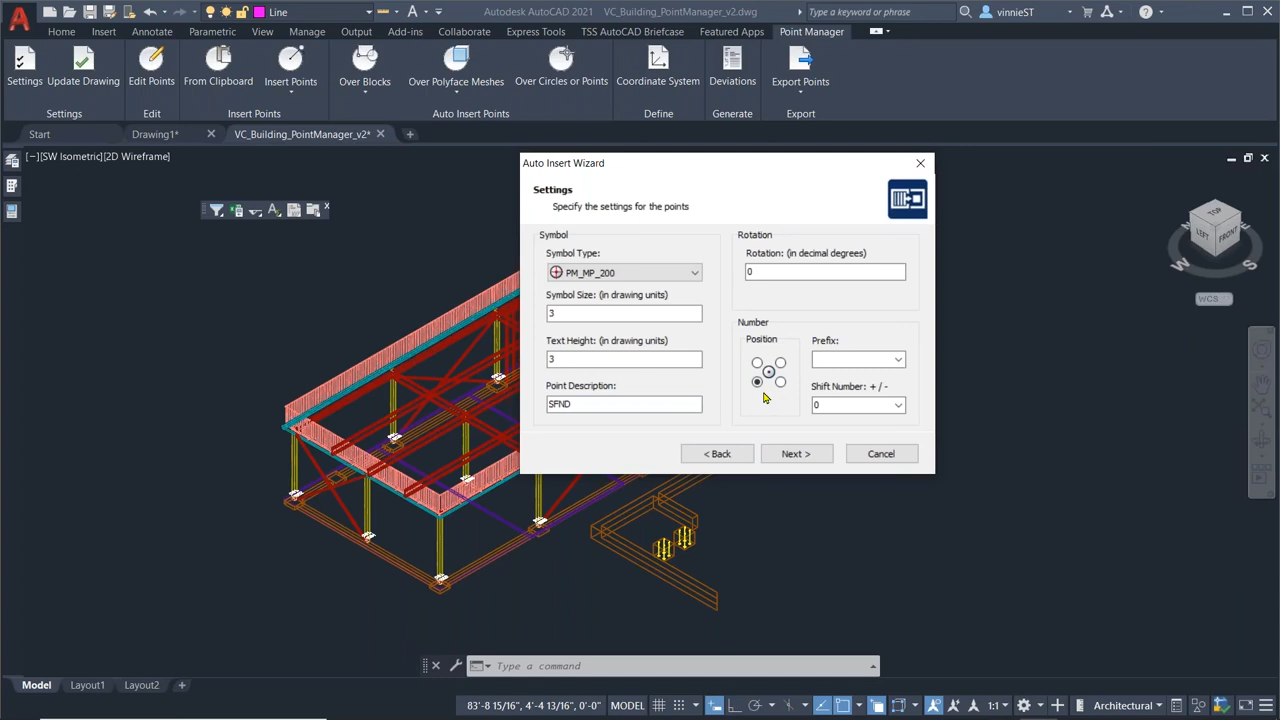 A Line A Autodesk AutoCAD 2021 VC_Building_PointManager_v2.dwg Type a keyword or phrase vinnieST
Home Insert Annotate Parametric View Manage Output Add-ins Collaborate Express Tools TSS AutoCAD Briefcase Featured Apps Point Manager
Settings Update Drawing Edit Points From Clipboard Insert Points Over Blocks Over Polyface Meshes Over Circles or Points Coordinate System Deviations Export Points
Settings Edit Insert Points Auto Insert Points Define Generate Export
Start Drawing1* VC_Building_PointManager_v2*
[−][SW Isometric][2D Wireframe]
Auto Insert Wizard
Settings
Specify the settings for the points
Symbol
Symbol Type:
PM_MP_200
Symbol Size: (in drawing units)
3
Text Height: (in drawing units)
3
Point Description:
SFND
Rotation
Rotation: (in decimal degrees)
0
Number
Position
Prefix:
Shift Number: + / -
0
< Back Next > Cancel
TOP
LEFT FRONT
W S
WCS
Type a command
Model Layout1 Layout2
83'-8 15/16", 4'-4 13/16", 0'-0" MODEL 1:1 Architectural